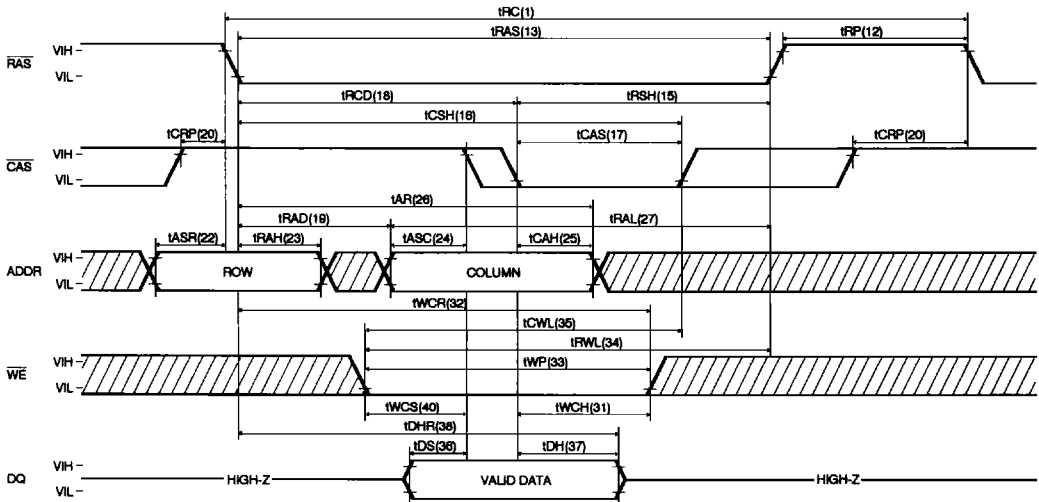 tRC(1)
tRAS(13) tRP(12)
RAS VIH
VIL
tRCD(18) tRSH(15)
tCSH(16)
tCRP(20) tCAS(17) tCRP(20)
CAS VIH
VIL
tAR(26)
tRAD(19) tRAL(27)
tASR(22) tRAH(23) tASC(24) tCAH(25)
ADDR VIH
VIL
ROW COLUMN
tWCR(32)
tCWL(35)
tRWL(34)
WE VIH
VIL
tWP(33)
tWCS(40) tWCH(31)
tDHR(38)
tDS(36) tDH(37)
DQ VIH
VIL
HIGH-Z VALID DATA HIGH-Z